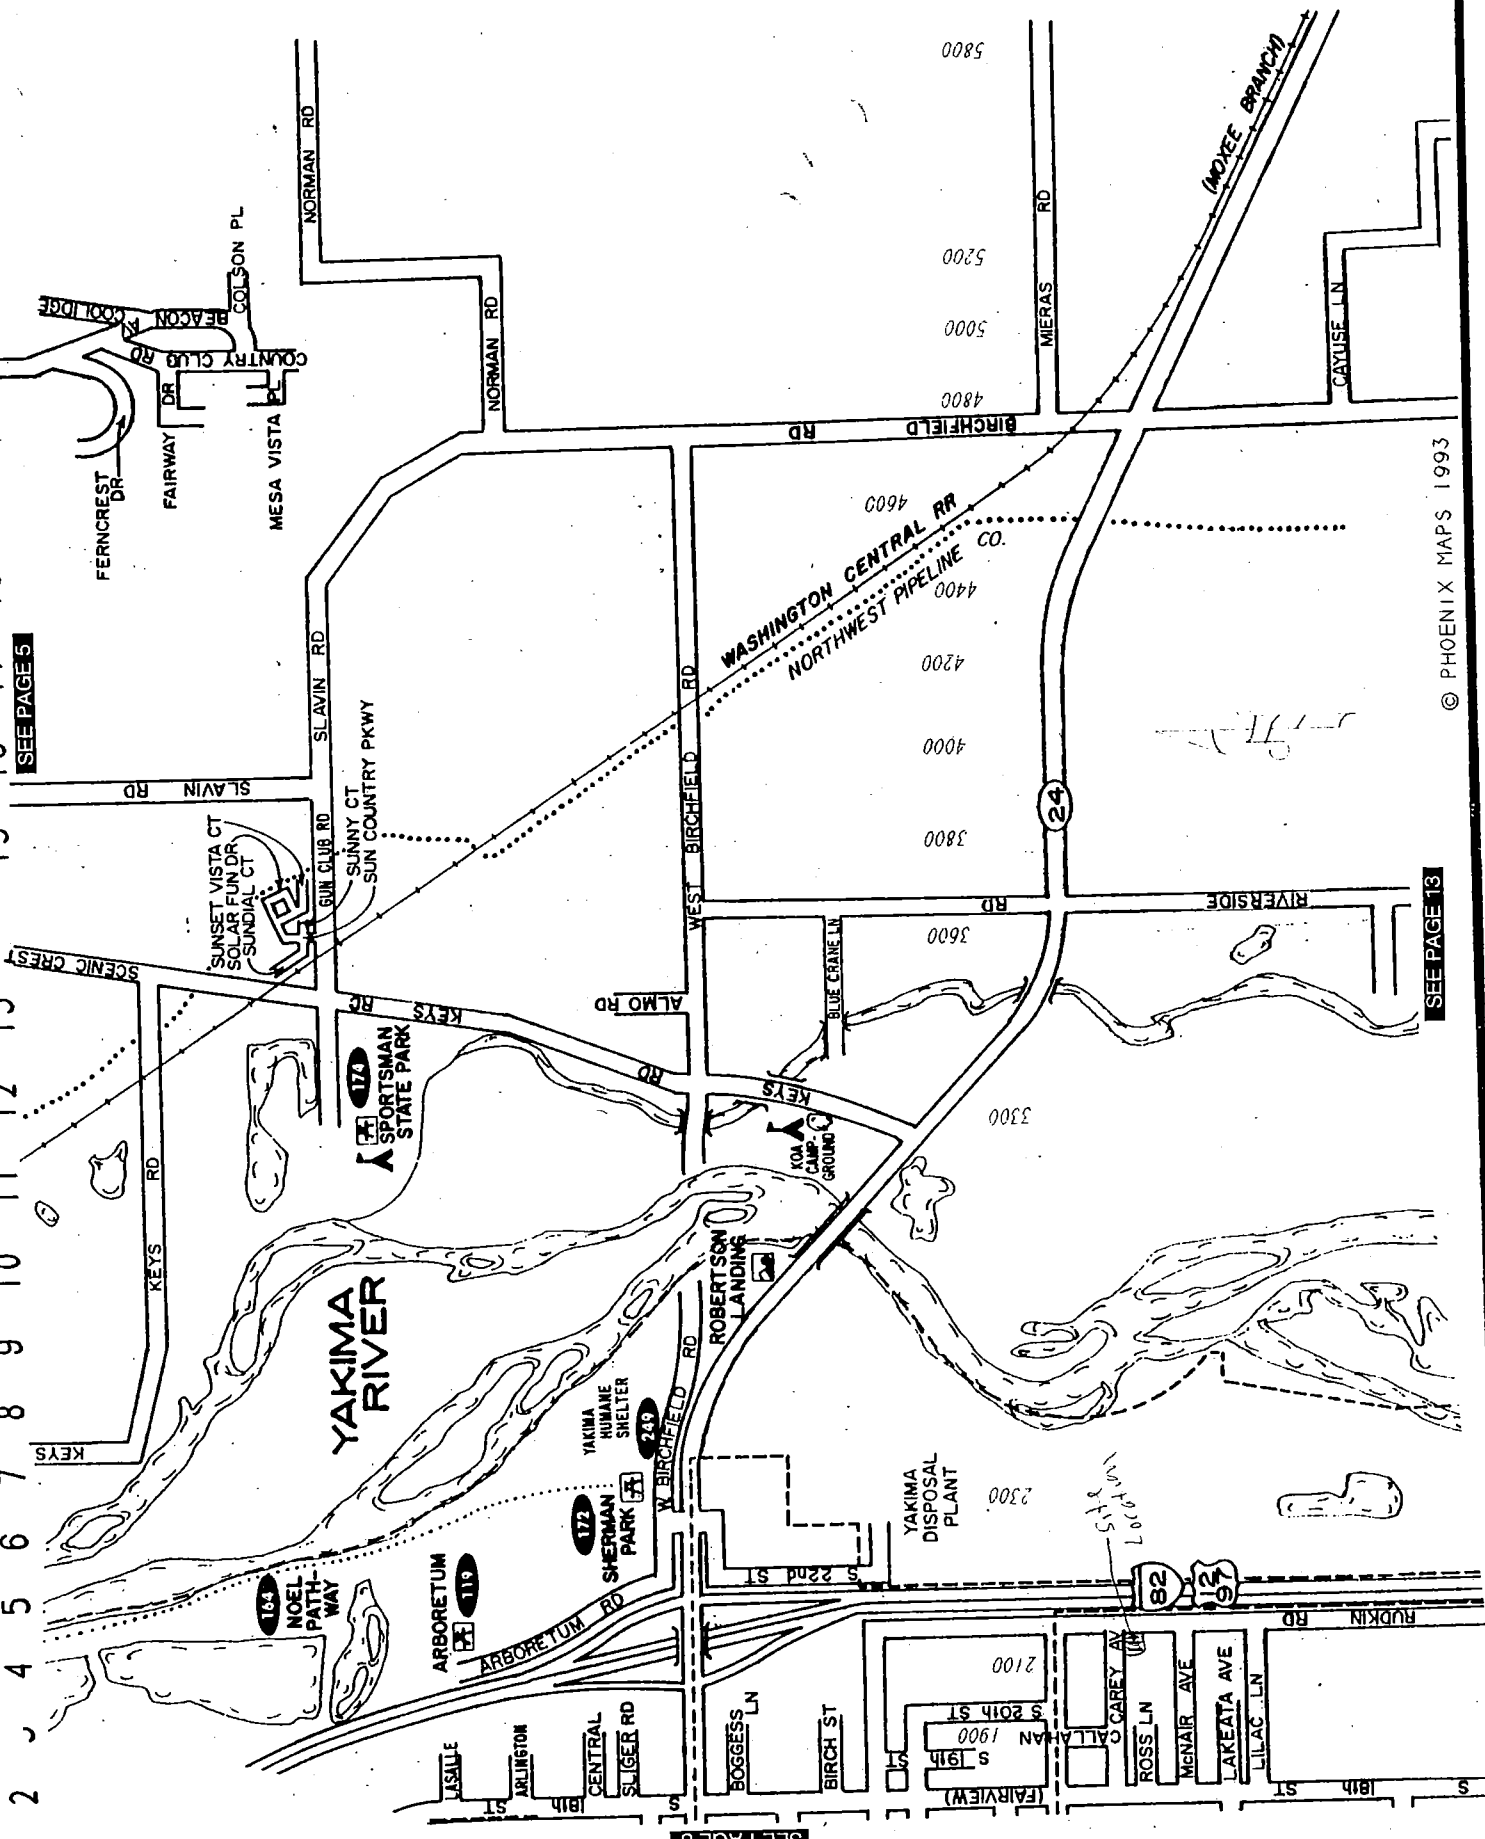 SEE PAGE 5
2
4
5
6
7
8
9
10
11
12
13
COOLIDGE
AV
BEACON
COLSON PL
COUNTRY CLUB RD
FERNCREST
DR
FAIRWAY DR
MESA VISTA PL
NORMAN RD
NORMAN RD
SLAVIN RD
SLAVIN RD
GUN CLUB RD
SUNNY CT
SUN COUNTRY PKWY
SUNSET VISTA CT
SOLAR FUN DR
SUNDIAL CT
SCENIC CREST
KEYS RD
KEYS
KEYS RD
KEYS
ALMO RD
174
SPORTSMAN
STATE PARK
YAKIMA
RIVER
164
NOEL
PATH-
WAY
ARBORETUM
119
ARBORETUM RD
172
SHERMAN
PARK
YAKIMA
HUMANE
SHELTER
249
W BIRCHFIELD RD
ROBERTSON
LANDING
KOA
CAMP-
GROUND
WEST BIRCHFIELD RD
BLUE CRANE LN
RIVERSIDE RD
BIRCHFIELD RD
MIERAS RD
CAYUSE LN
WASHINGTON CENTRAL RR
(MOXEE BRANCH)
NORTHWEST PIPELINE CO.
5800
5200
5000
4800
4600
4400
4200
4000
3800
3600
3300
2300
2100
1900
24
YAKIMA
DISPOSAL
PLANT
Site
Location
82
12
97
RUDKIN RD
S 22nd ST
S 20th ST
S 19th ST
(FAIRVIEW)
S 18th ST
18th ST
S
LASALLE
ARLINGTON
CENTRAL
SLIGER RD
BOGGESS LN
BIRCH ST
CALLAHAN
CAREY AV
ROSS LN
McNAIR AVE
LAKEATA AVE
LILAC LN
SEE PAGE 13
© PHOENIX MAPS 1993